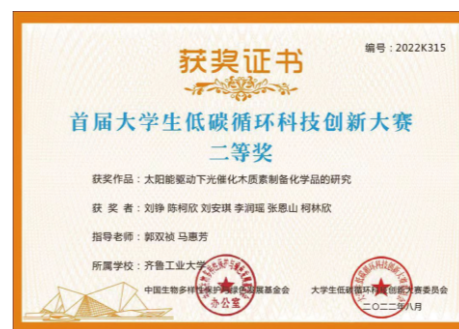 编号：2022K315
获奖证书
首届大学生低碳循环科技创新大赛
二等奖
获奖作品：太阳能驱动下光催化木质素制备化学品的研究
获 奖 者：刘铮 陈柯欣 刘安琪 李润瑶 张恩山 柯林欣
指导老师：郭双祯 马惠芳
所属学校：齐鲁工业大学
中国生物多样性保护与绿色发展基金会 大学生低碳循环科技创新大赛委员会
办公室
二〇二二年八月